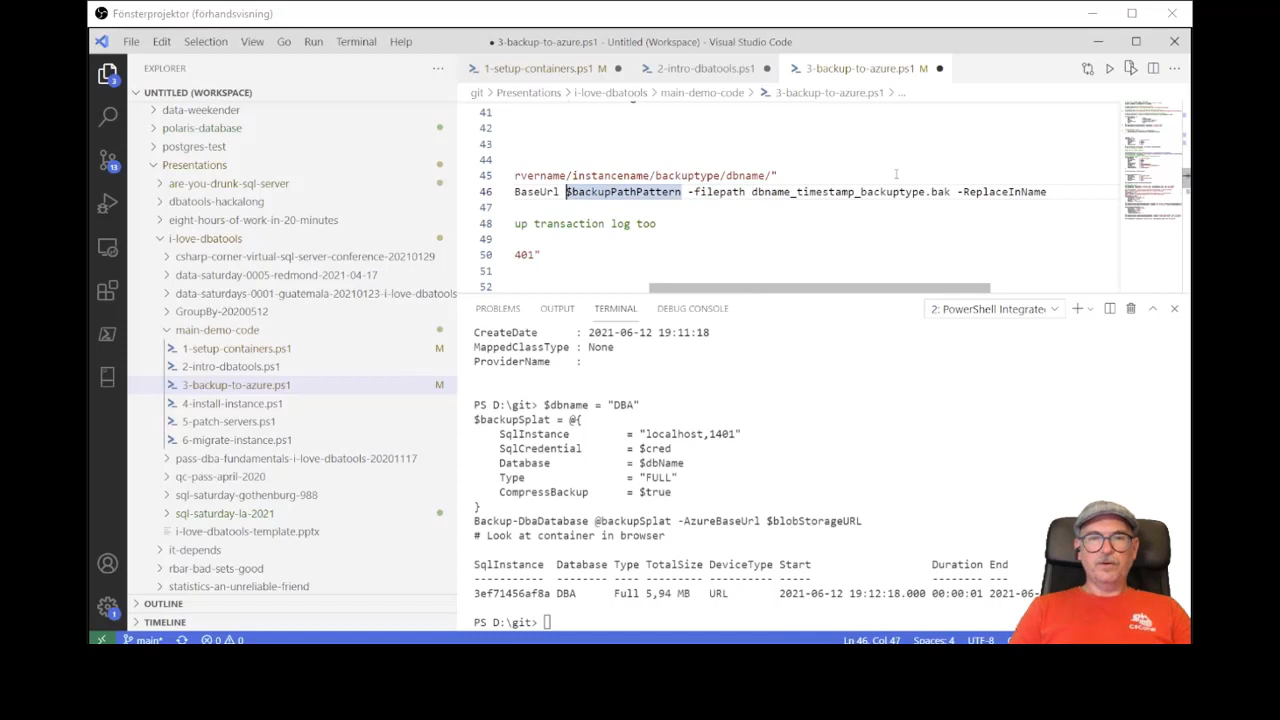 Fönsterprojektor (förhandsvisning)
File Edit Selection View Go Run Terminal Help
● 3-backup-to-azure.ps1 - Untitled (Workspace) - Visual Studio Code
EXPLORER
UNTITLED (WORKSPACE)
data-weekender
polaris-database
postgres-test
Presentations
are-you-drunk-sql-server
dbatools-hackalong
eight-hours-of-work-in-20-minutes
i-love-dbatools
csharp-corner-virtual-sql-server-conference-20210129
data-saturday-0005-redmond-2021-04-17
data-saturdays-0001-guatemala-20210123-i-love-dbatools
GroupBy-20200512
main-demo-code
1-setup-containers.ps1 M
2-intro-dbatools.ps1
3-backup-to-azure.ps1 M
4-install-instance.ps1
5-patch-servers.ps1
6-migrate-instance.ps1
pass-dba-fundamentals-i-love-dbatools-20201117
qc-pass-april-2020
sql-saturday-gothenburg-988
sql-saturday-la-2021
i-love-dbatools-template.pptx
it-depends
rbar-bad-sets-good
statistics-an-unreliable-friend
OUTLINE
TIMELINE
3
13
1
1-setup-containers.ps1 M
2-intro-dbatools.ps1
3-backup-to-azure.ps1 M
git > Presentations > i-love-dbatools > main-demo-code > 3-backup-to-azure.ps1 > ...
41
42
43
44
ername/instancename/backuptype/dbname/"
eUrl $backupPathPattern -filepath dbname_timestamp_backuptype.bak -ReplaceInName
47
48 nsaction log too
49
50 401"
51
52
PROBLEMS OUTPUT TERMINAL DEBUG CONSOLE
2: PowerShell Integrate
CreateDate : 2021-06-12 19:11:18
MappedClassType : None
ProviderName :
PS D:\git> $dbname = "DBA"
$backupSplat = @{
SqlInstance = "localhost,1401"
SqlCredential = $cred
Database = $dbName
Type = "FULL"
CompressBackup = $true
}
Backup-DbaDatabase @backupSplat -AzureBaseUrl $blobStorageURL
# Look at container in browser
SqlInstance Database Type TotalSize DeviceType Start Duration End
----------- -------- ---- --------- ---------- ----- -------- ---
3ef71456af8a DBA Full 5,94 MB URL 2021-06-12 19:12:18.000 00:00:01 2021-06-
PS D:\git>
main* 0 0 Ln 46, Col 47 Spaces: 4 UTF-8